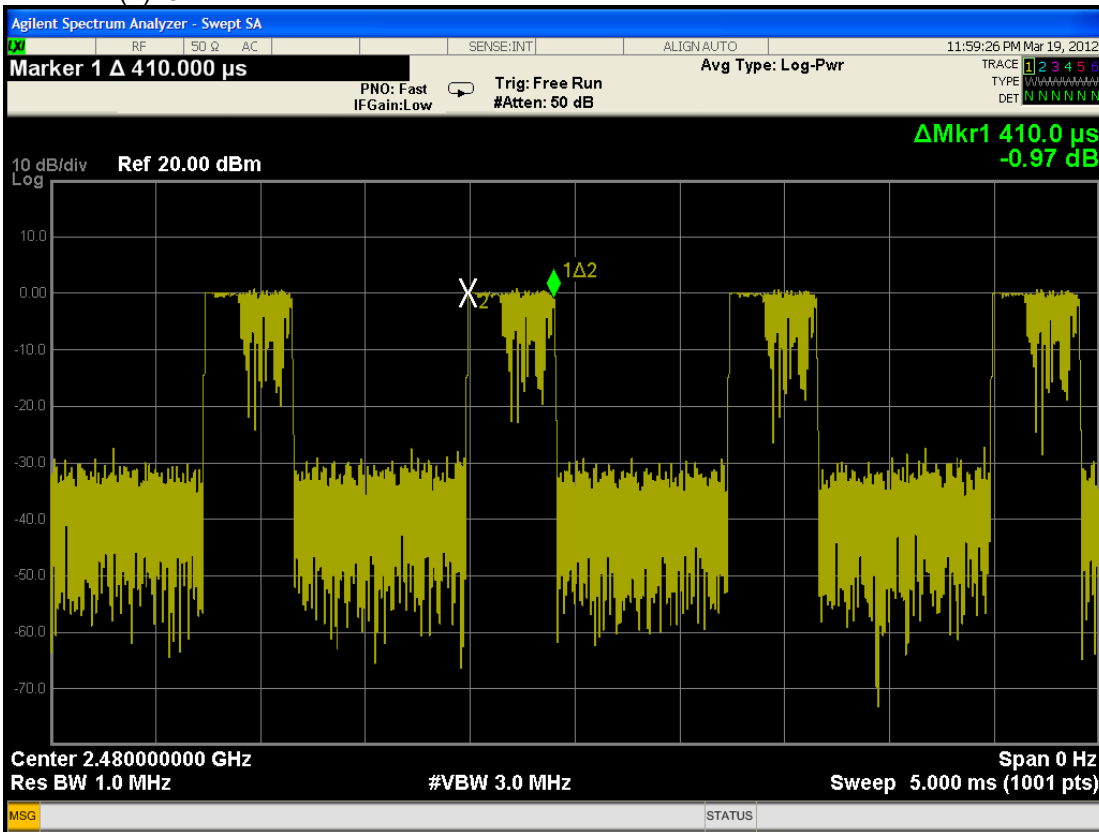 Agilent Spectrum Analyzer - Swept SA
LXI RF 50 Ω AC SENSE:INT ALIGNAUTO 11:59:26 PM Mar 19, 2012
Marker 1 Δ 410.000 µs
PNO: Fast
IFGain:Low
Trig: Free Run
#Atten: 50 dB
Avg Type: Log-Pwr
TRACE 1 2 3 4 5 6
TYPE WWWWWW
DET N N N N N N
ΔMkr1 410.0 µs
-0.97 dB
10 dB/div Ref 20.00 dBm
Log
10.0
0.00
-10.0
-20.0
-30.0
-40.0
-50.0
-60.0
-70.0
1Δ2
2
Center 2.480000000 GHz
Span 0 Hz
Res BW 1.0 MHz
#VBW 3.0 MHz
Sweep 5.000 ms (1001 pts)
MSG
STATUS